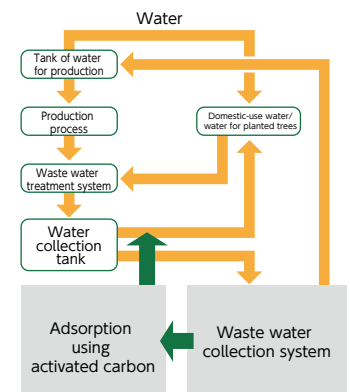 Water
Tank of water
for production
Production
process
Domestic-use water/
water for planted trees
Waste water
treatment system
Water
collection
tank
Adsorption
using
activated carbon
Waste water
collection system